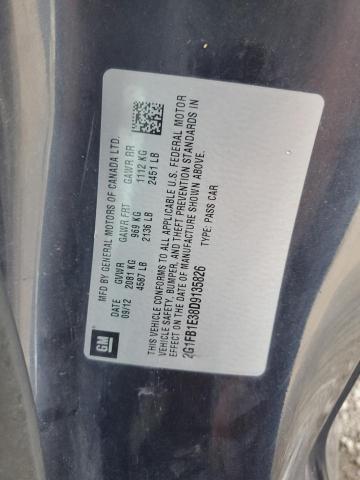 MFD BY GENERAL MOTORS OF CANADA LTD.
DATE GVWR GAWR FRT GAWR RR
09/12 2081 KG 969 KG 1112 KG
4587 LB 2136 LB 2451 LB
THIS VEHICLE CONFORMS TO ALL APPLICABLE U.S. FEDERAL MOTOR
VEHICLE SAFETY, BUMPER, AND THEFT PREVENTION STANDARDS IN
EFFECT ON THE DATE OF MANUFACTURE SHOWN ABOVE.
2G1FB1E38D9135826 TYPE: PASS CAR
GM